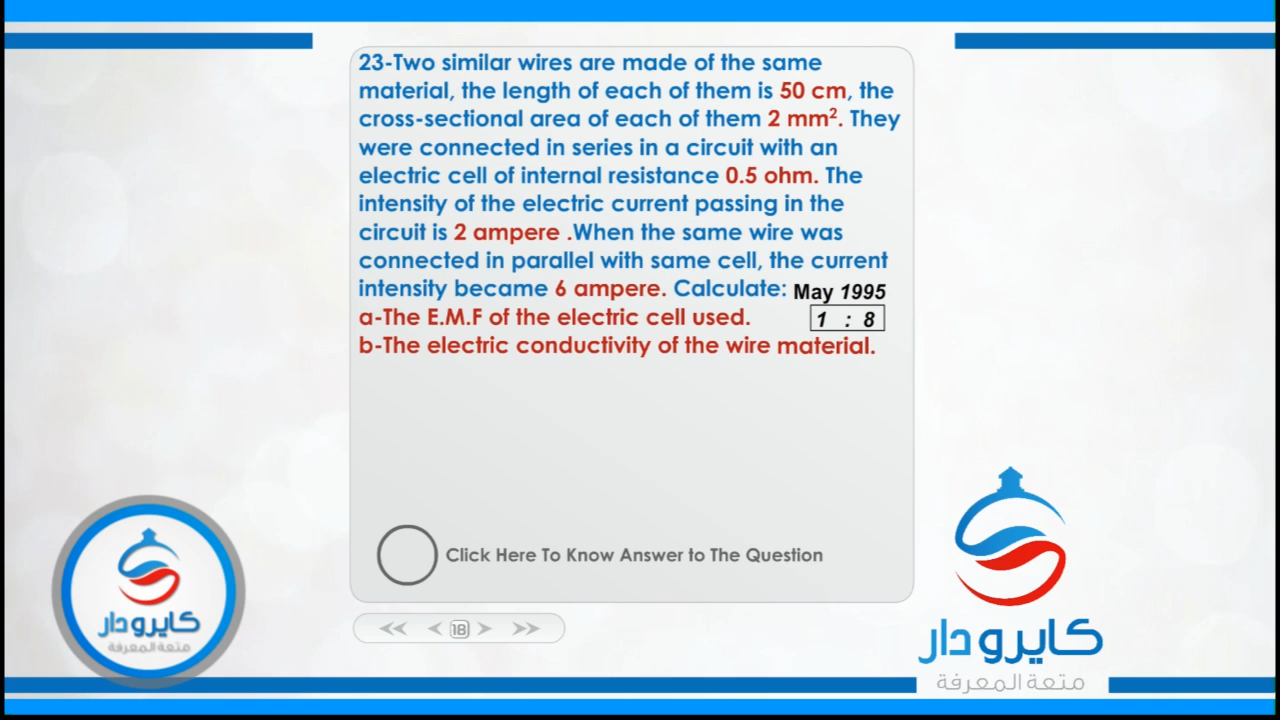 23-Two similar wires are made of the same
material, the length of each of them is 50 cm, the
cross-sectional area of each of them 2 mm². They
were connected in series in a circuit with an
electric cell of internal resistance 0.5 ohm. The
intensity of the electric current passing in the
circuit is 2 ampere .When the same wire was
connected in parallel with same cell, the current
intensity became 6 ampere. Calculate: May 1995
a-The E.M.F of the electric cell used. 1 : 8
b-The electric conductivity of the wire material.
Click Here To Know Answer to The Question
18
كايرو دار
متعة المعرفة
كايرو دار
متعة المعرفة